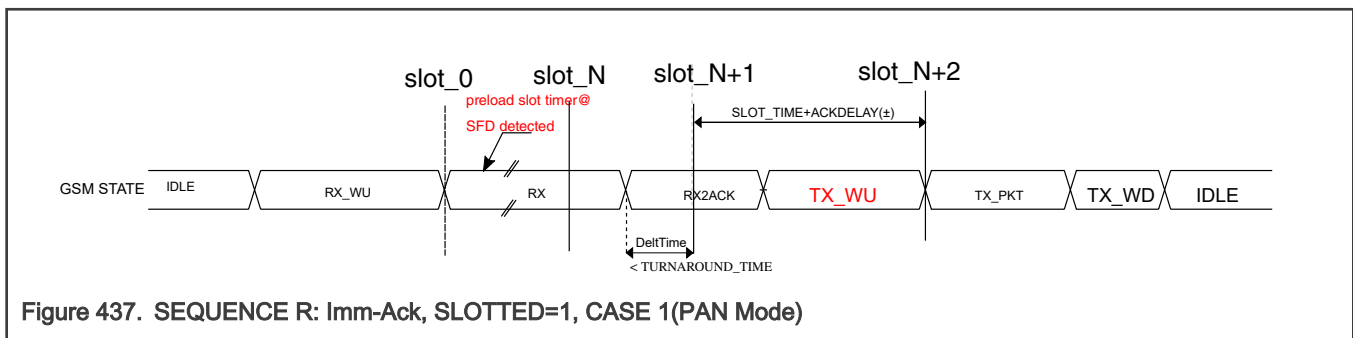 slot_0
slot_N
slot_N+1
slot_N+2
preload slot timer@
SFD detected
SLOT_TIME+ACKDELAY(±)
GSM STATE
IDLE
RX_WU
RX
RX2ACK
TX_WU
TX_PKT
TX_WD
IDLE
DeltTime
< TURNAROUND_TIME
Figure 437. SEQUENCE R: Imm-Ack, SLOTTED=1, CASE 1(PAN Mode)